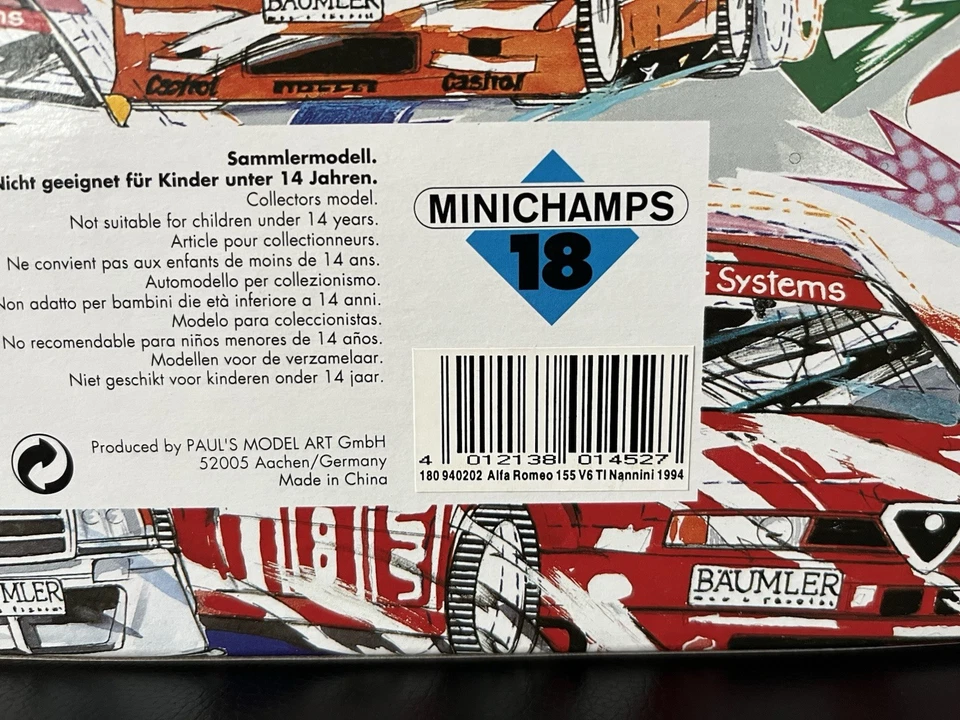 ms
BÄUMLER
Castrol
Castrol
Sammlermodell.
Nicht geeignet für Kinder unter 14 Jahren.
Collectors model.
Not suitable for children under 14 years.
Article pour collectionneurs.
Ne convient pas aux enfants de moins de 14 ans.
Automodello per collezionismo.
Non adatto per bambini die età inferiore a 14 anni.
Modelo para coleccionistas.
No recomendable para niños menores de 14 años.
Modellen voor de verzamelaar.
Niet geschikt voor kinderen onder 14 jaar.
Produced by PAUL'S MODEL ART GmbH
52005 Aachen/Germany
Made in China
MINICHAMPS
18
Systems
4 012138 014527
180 940202 Alfa Romeo 155 V6 TI Nannini 1994
MLER
BÄUMLER